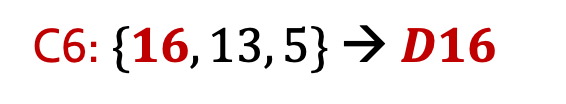 C6: {16, 13, 5} → D16